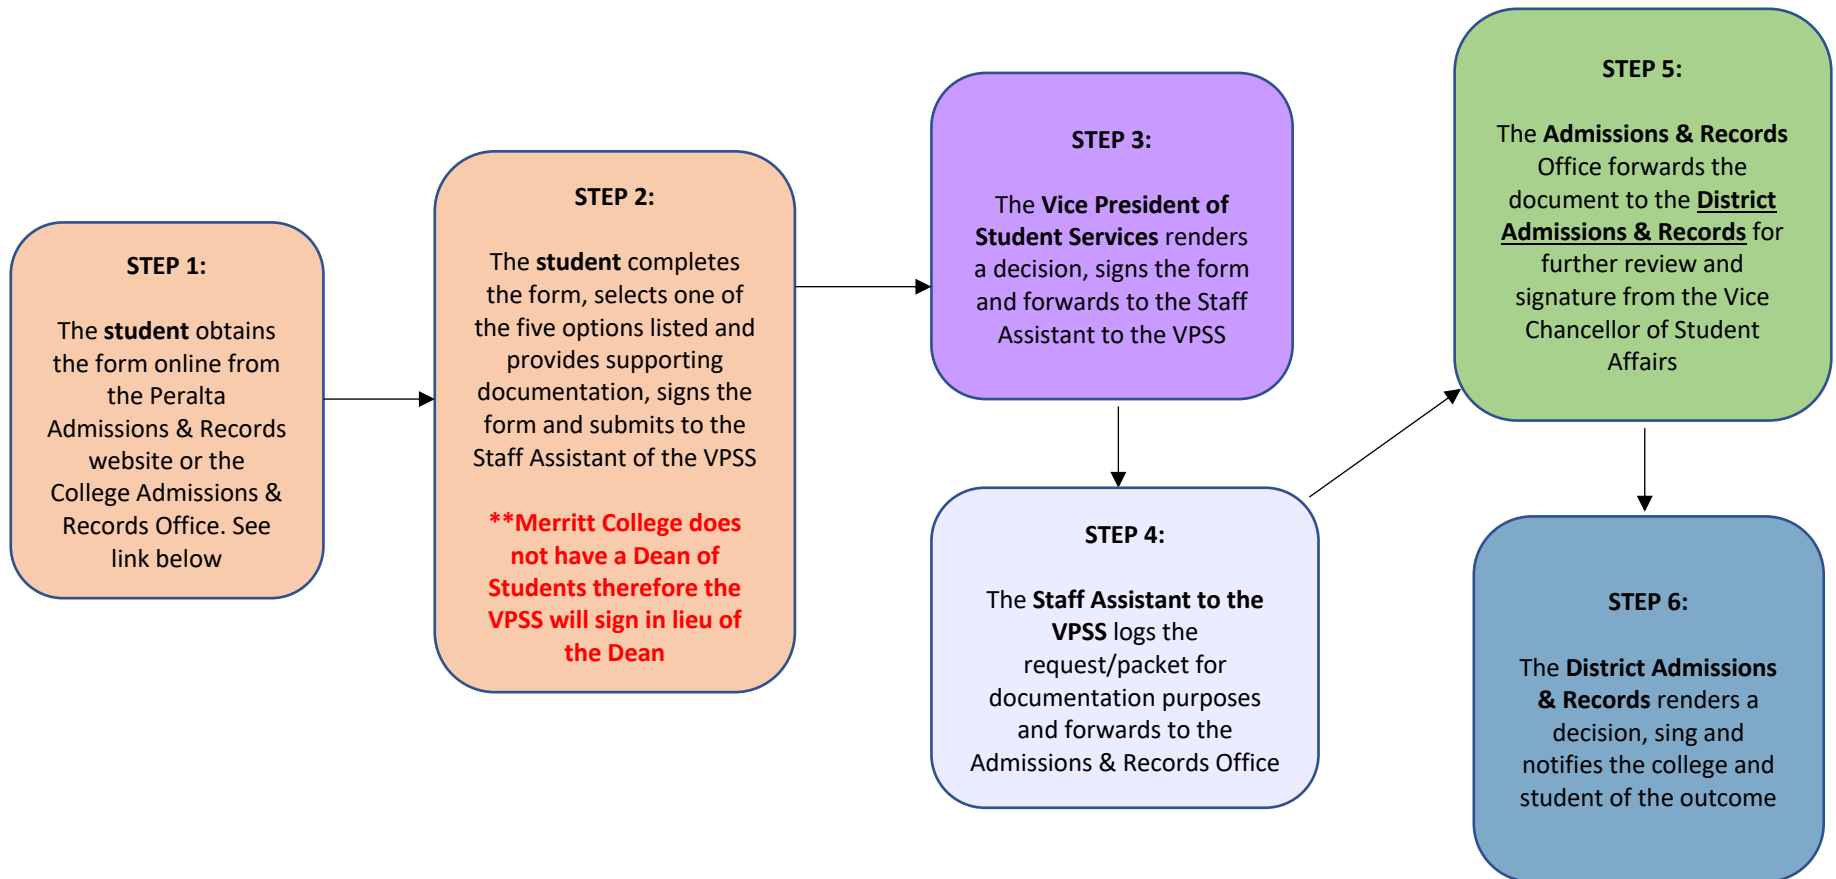 STEP 1:
The student obtains
the form online from
the Peralta
Admissions & Records
website or the
College Admissions &
Records Office. See
link below
STEP 2:
The student completes
the form, selects one of
the five options listed and
provides supporting
documentation, signs the
form and submits to the
Staff Assistant of the VPSS
**Merritt College does
not have a Dean of
Students therefore the
VPSS will sign in lieu of
the Dean
STEP 3:
The Vice President of
Student Services renders
a decision, signs the form
and forwards to the Staff
Assistant to the VPSS
STEP 4:
The Staff Assistant to the
VPSS logs the
request/packet for
documentation purposes
and forwards to the
Admissions & Records Office
STEP 5:
The Admissions & Records
Office forwards the
document to the District
Admissions & Records for
further review and
signature from the Vice
Chancellor of Student
Affairs
STEP 6:
The District Admissions
& Records renders a
decision, sing and
notifies the college and
student of the outcome